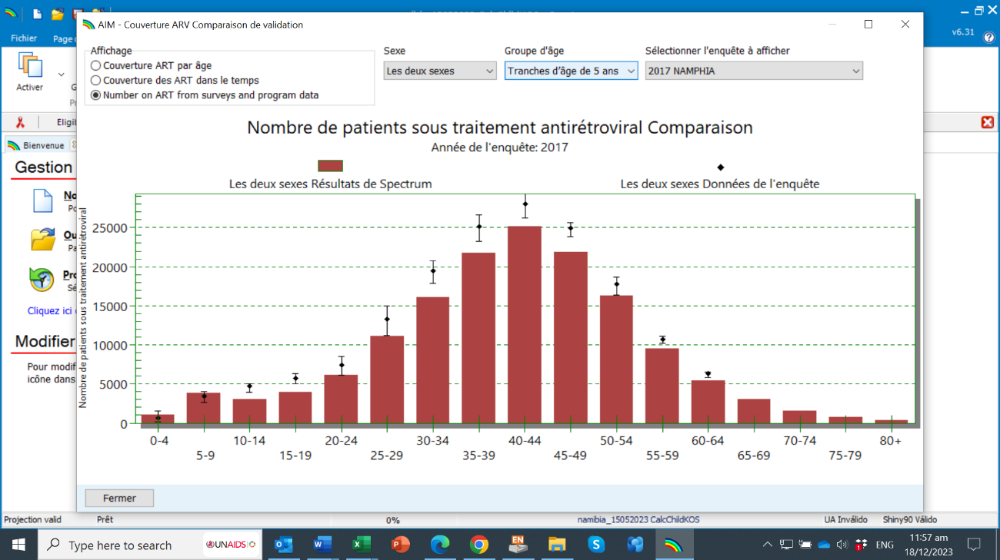 AIM - Couverture ARV Comparaison de validation
Fichier
v6.31
Activer
Bienvenue
Gestion
Cliquez ici
Modifier
Pour modif
icône dans
Affichage
Couverture ART par âge
Couverture des ART dans le temps
Number on ART from surveys and program data
Sexe
Les deux sexes
Groupe d'âge
Tranches d’âge de 5 ans
Sélectionner l'enquête à afficher
2017 NAMPHIA
Nombre de patients sous traitement antirétroviral Comparaison
Année de l'enquête: 2017
Les deux sexes Résultats de Spectrum
Les deux sexes Données de l'enquête
Nombre de patients sous traitement antirétroviral
25000
20000
15000
10000
5000
0
0-4 10-14 20-24 30-34 40-44 50-54 60-64 70-74 80+
5-9 15-19 25-29 35-39 45-49 55-59 65-69 75-79
Fermer
Projection valid Prêt 0% namibia_15052023 CalcChildKOS UA Inválido Shiny90 Válido
Type here to search
UNAIDS
EN
ENG
11:57 am
18/12/2023